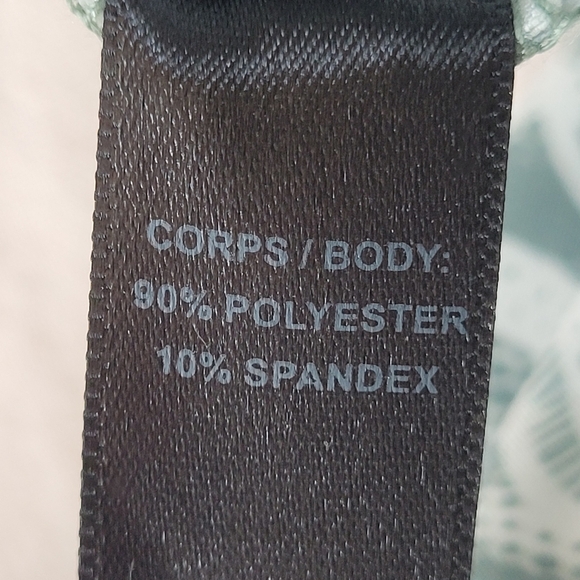 CORPS / BODY:
90% POLYESTER
10% SPANDEX